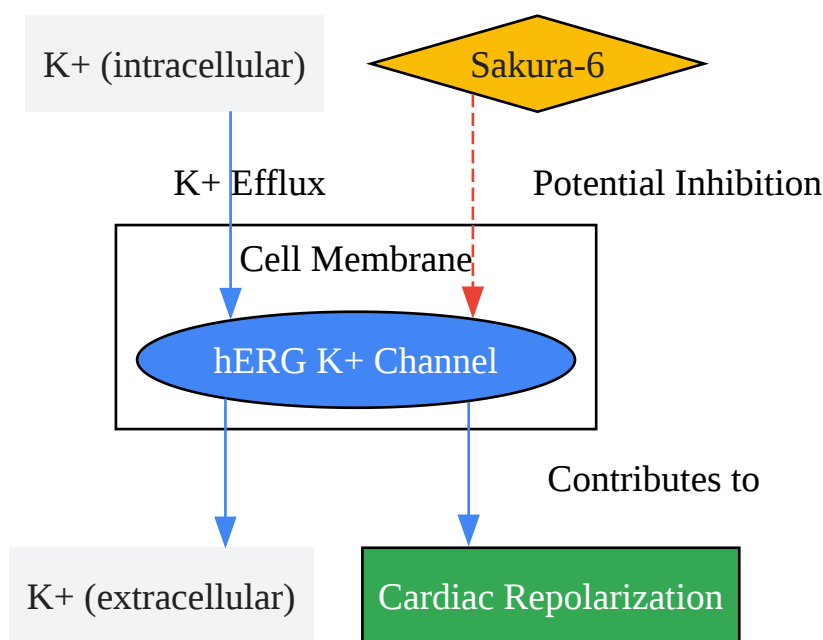 K+ (intracellular)
Sakura-6
K+ Efflux
Potential Inhibition
Cell Membrane
hERG K+ Channel
Contributes to
K+ (extracellular)
Cardiac Repolarization